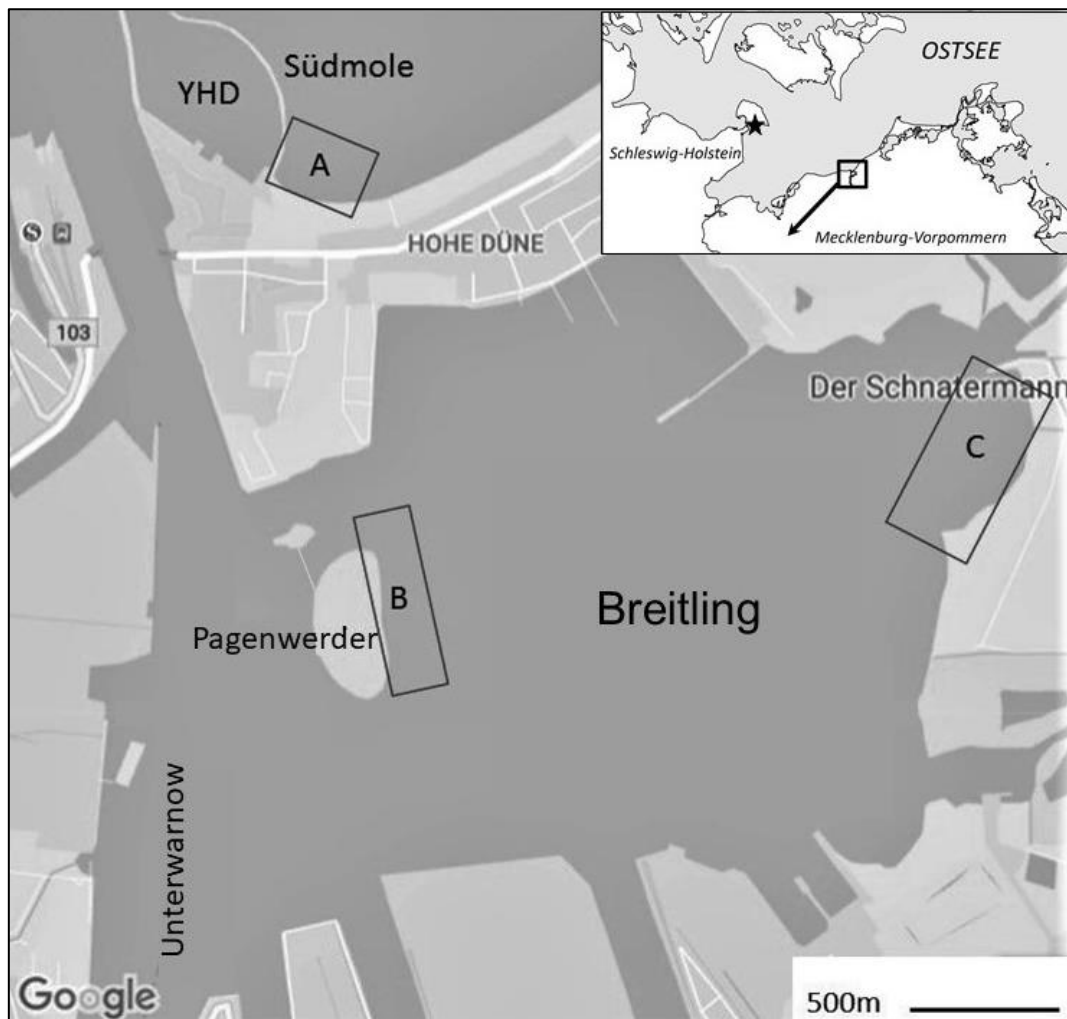 Südmole
YHD
A
OSTSEE
Schleswig-Holstein
Mecklenburg-Vorpommern
HOHE DÜNE
103
Der Schnatermann
C
B
Breitling
Pagenwerder
Unterwarnow
Google
500m